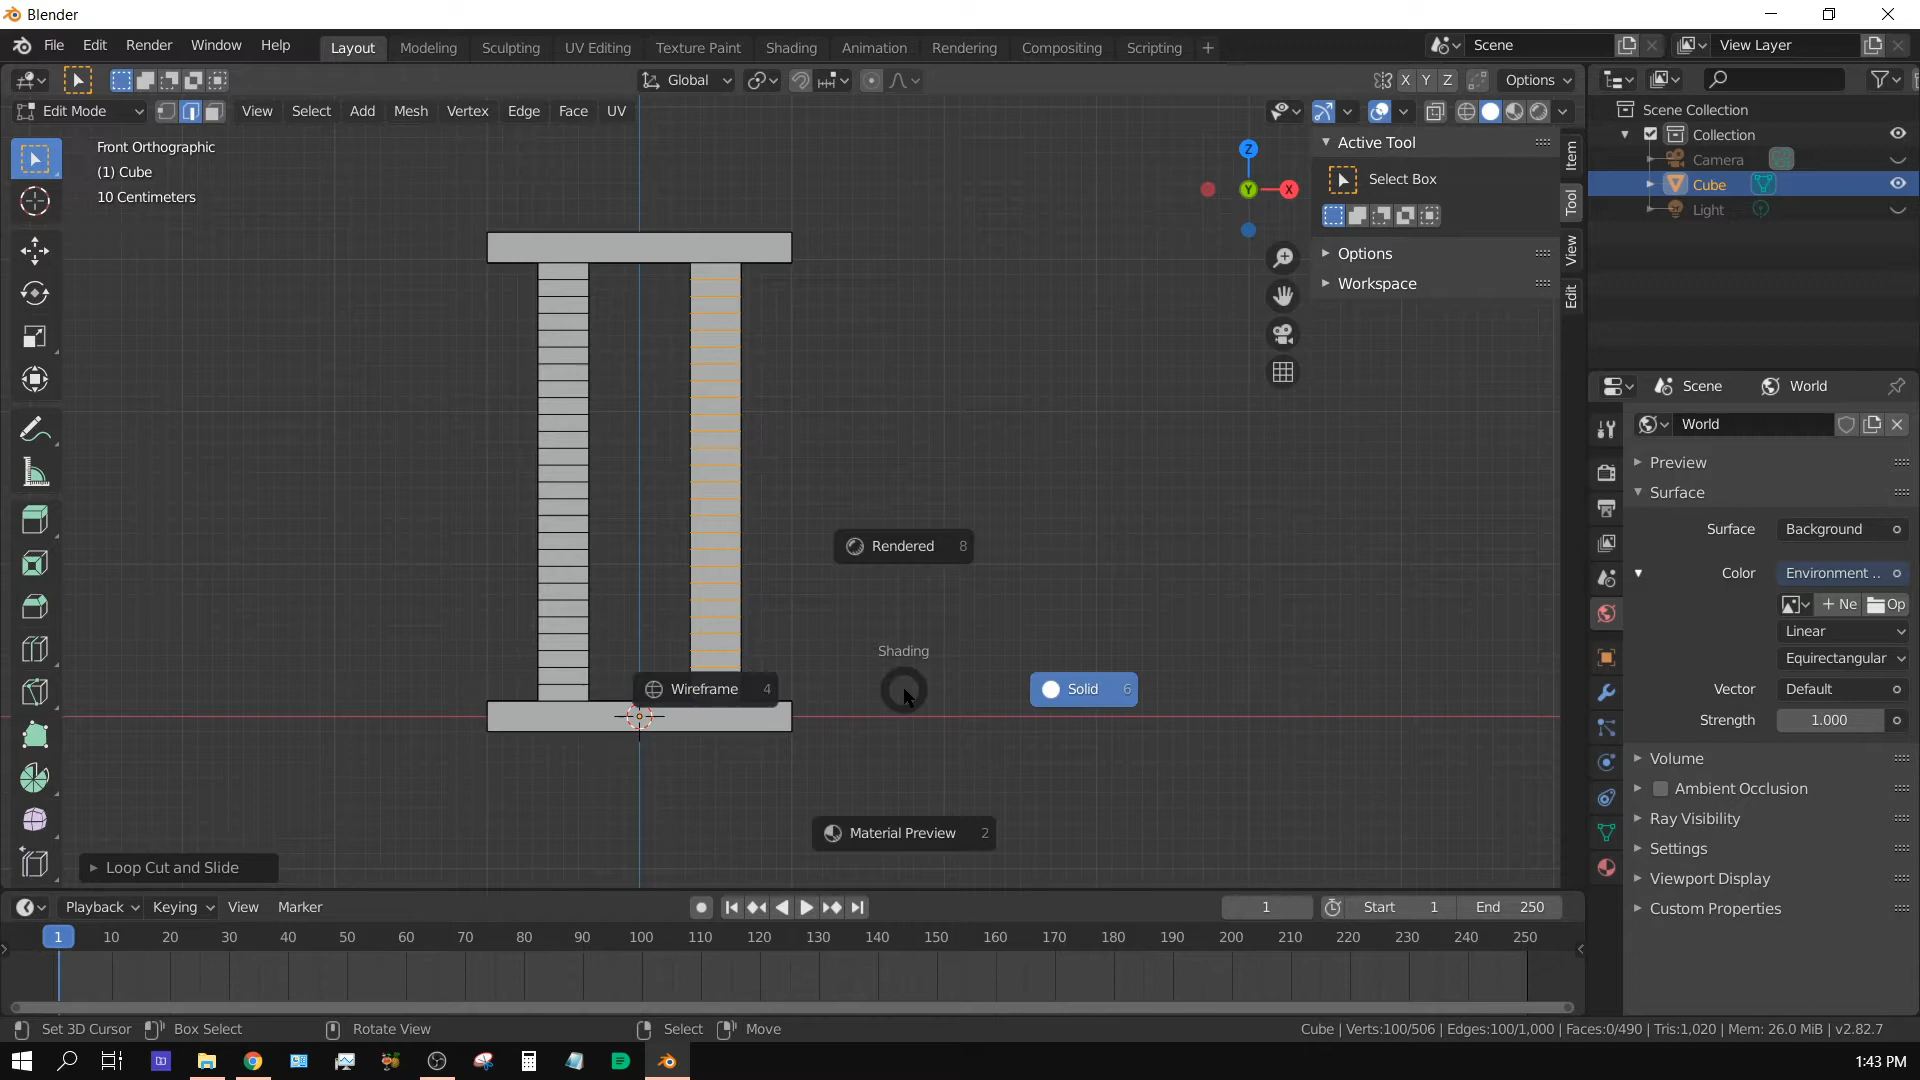 Blender
File Edit Render Window Help
Layout Modeling Sculpting UV Editing Texture Paint Shading Animation Rendering Compositing Scripting +
Scene
View Layer
Global
X Y Z
Options
Edit Mode
View Select Add Mesh Vertex Edge Face UV
Front Orthographic
(1) Cube
10 Centimeters
Z
Y
X
Active Tool
Select Box
Options
Workspace
Item
Tool
View
Edit
Scene Collection
Collection
Camera
Cube
Light
Rendered 8
Shading
Wireframe 4
Solid 6
Material Preview 2
Loop Cut and Slide
Scene
World
World
Preview
Surface
Surface Background
Color Environment ..
+ Ne
Op
Linear
Equirectangular
Vector Default
Strength 1.000
Volume
Ambient Occlusion
Ray Visibility
Settings
Viewport Display
Custom Properties
Playback Keying View Marker
1
Start 1
End 250
1 10 20 30 40 50 60 70 80 90 100 110 120 130 140 150 160 170 180 190 200 210 220 230 240 250
Set 3D Cursor
Box Select
Rotate View
Select
Move
Cube | Verts:100/506 | Edges:100/1,000 | Faces:0/490 | Tris:1,020 | Mem: 26.0 MiB | v2.82.7
1:43 PM